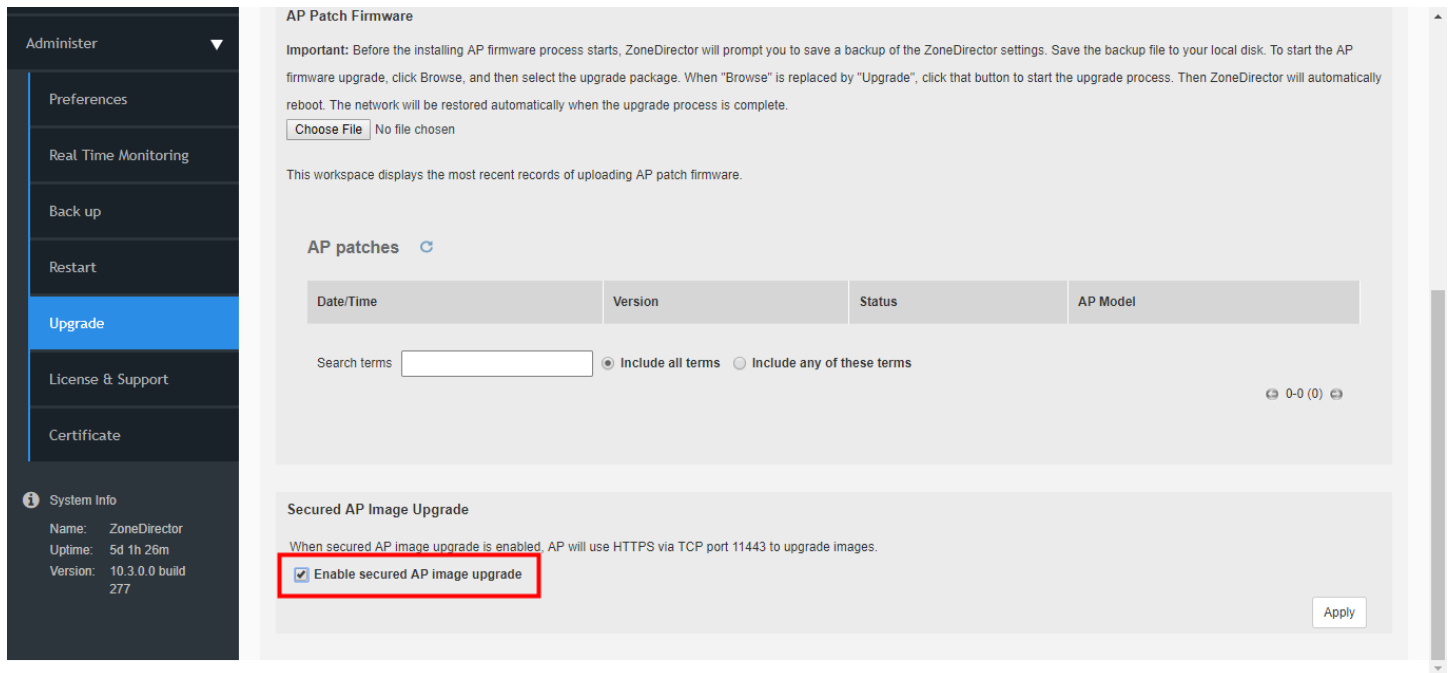 Administer
Preferences
Real Time Monitoring
Back up
Restart
Upgrade
License & Support
Certificate
System Info
Name: ZoneDirector
Uptime: 5d 1h 26m
Version: 10.3.0.0 build
277
AP Patch Firmware
Important: Before the installing AP firmware process starts, ZoneDirector will prompt you to save a backup of the ZoneDirector settings. Save the backup file to your local disk. To start the AP
firmware upgrade, click Browse, and then select the upgrade package. When "Browse" is replaced by "Upgrade", click that button to start the upgrade process. Then ZoneDirector will automatically
reboot. The network will be restored automatically when the upgrade process is complete.
Choose File No file chosen
This workspace displays the most recent records of uploading AP patch firmware.
AP patches
Date/Time Version Status AP Model
Search terms Include all terms Include any of these terms
0-0 (0)
Secured AP Image Upgrade
When secured AP image upgrade is enabled, AP will use HTTPS via TCP port 11443 to upgrade images.
Enable secured AP image upgrade
Apply